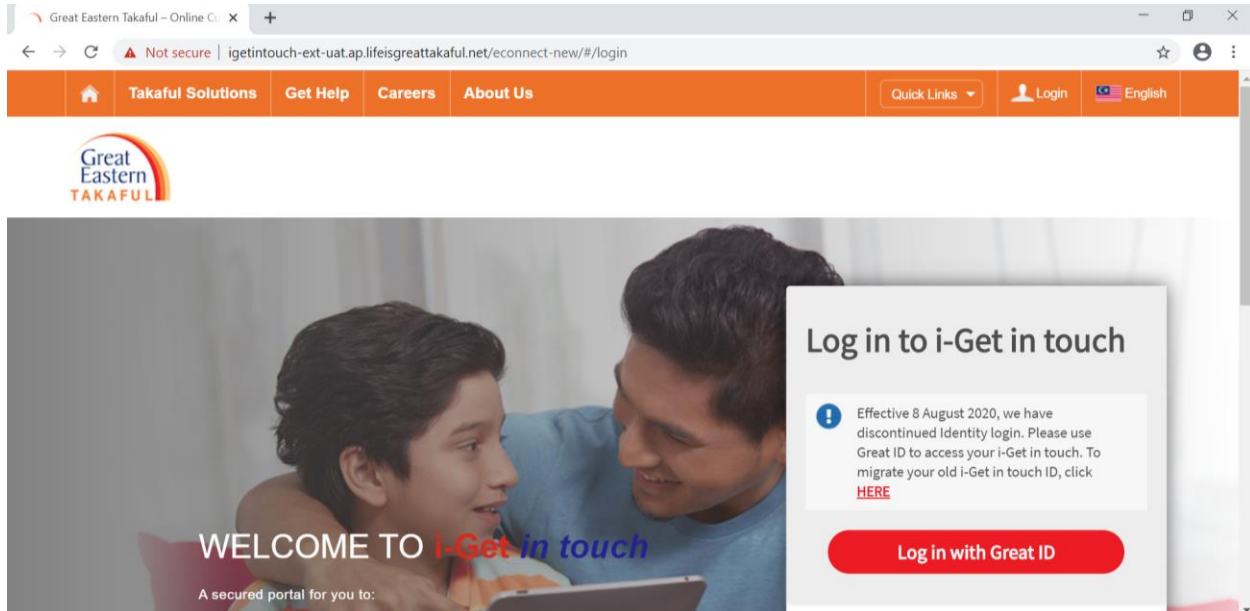 Great Eastern Takaful – Online Cu
Not secure | igetintouch-ext-uat.ap.lifeisgreattakaful.net/econnect-new/#/login
Takaful Solutions Get Help Careers About Us Quick Links Login English
Great
Eastern
TAKAFUL
Log in to i-Get in touch
Effective 8 August 2020, we have
discontinued Identity login. Please use
Great ID to access your i-Get in touch. To
migrate your old i-Get in touch ID, click
HERE
WELCOME TO i-Get in touch
Log in with Great ID
A secured portal for you to: